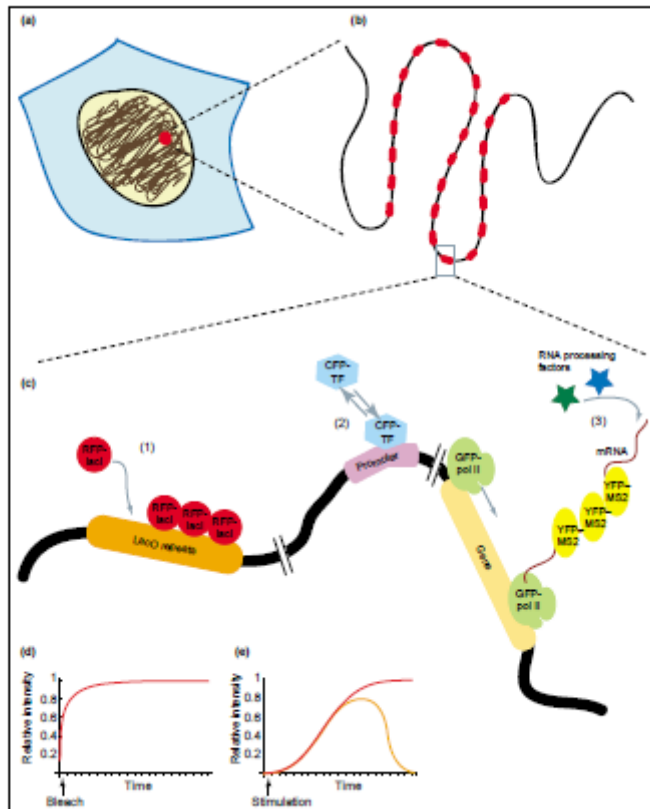 (a)
(b)
(c)
RNA processing
factors
CFP-
TF
(1)
(2)
(3)
RFP-
lacI
CFP-
TF
mRNA
RFP-
lacI
RFP-
lacI
RFP-
lacI
Promoter
GFP-
pol II
YFP-
MS2
YFP-
MS2
YFP-
MS2
LacO repeats
Gene
GFP-
pol II
(d)
Relative intensity
1
0.8
0.6
0.4
0.2
Time
Bleach
(e)
Relative intensity
1
0.8
0.6
0.4
0.2
Time
Stimulation